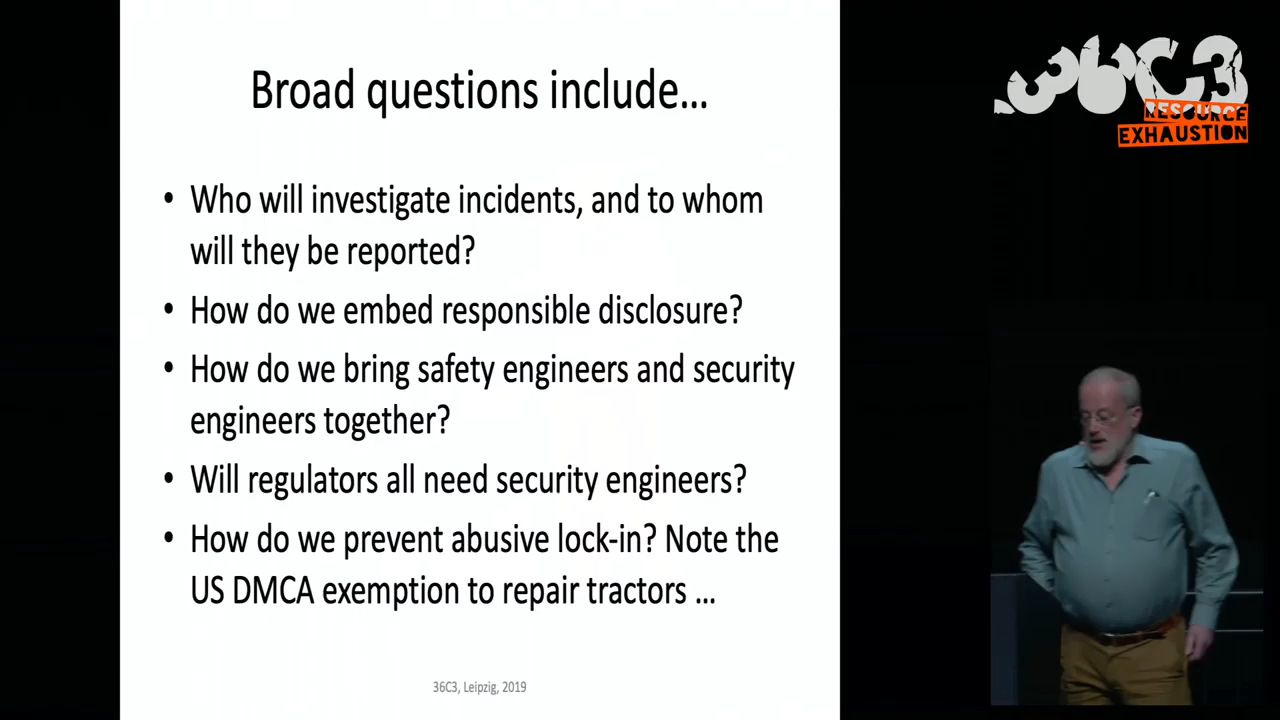 Broad questions include...
• Who will investigate incidents, and to whom
will they be reported?
• How do we embed responsible disclosure?
• How do we bring safety engineers and security
engineers together?
• Will regulators all need security engineers?
• How do we prevent abusive lock-in? Note the
US DMCA exemption to repair tractors ...
36C3, Leipzig, 2019
36C3
RESOURCE
EXHAUSTION